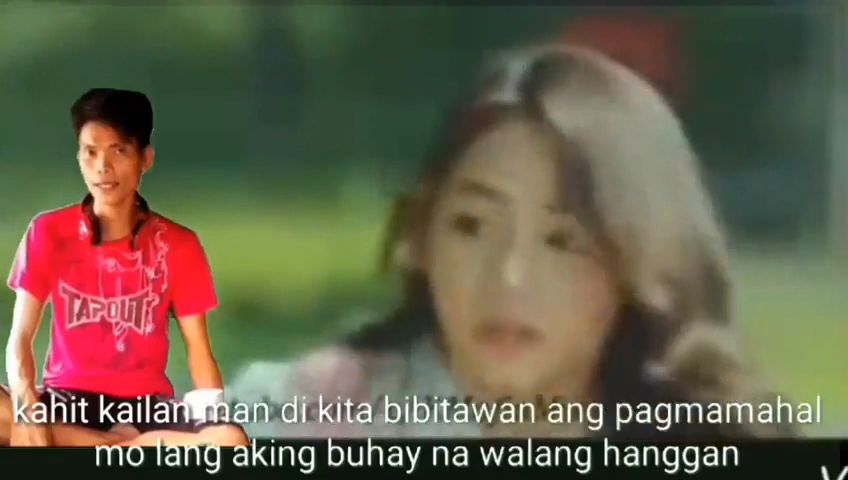 TAPOUT
kahit kailan man di kita bibitawan ang pagmamahal
mo lang aking buhay na walang hanggan